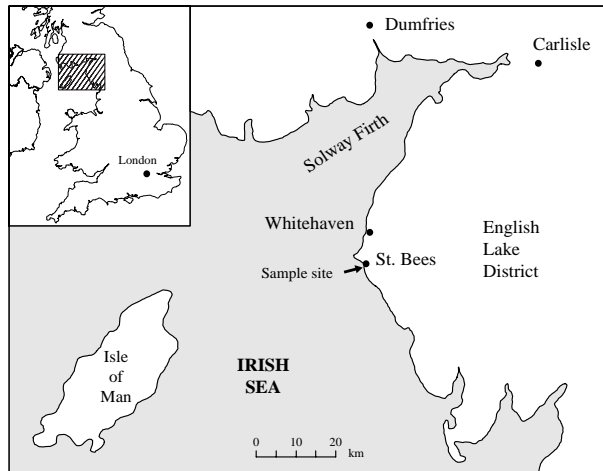 London
Dumfries
Carlisle
Solway Firth
Whitehaven
St. Bees
Sample site
English
Lake
District
Isle
of
Man
IRISH
SEA
0 10 20
km